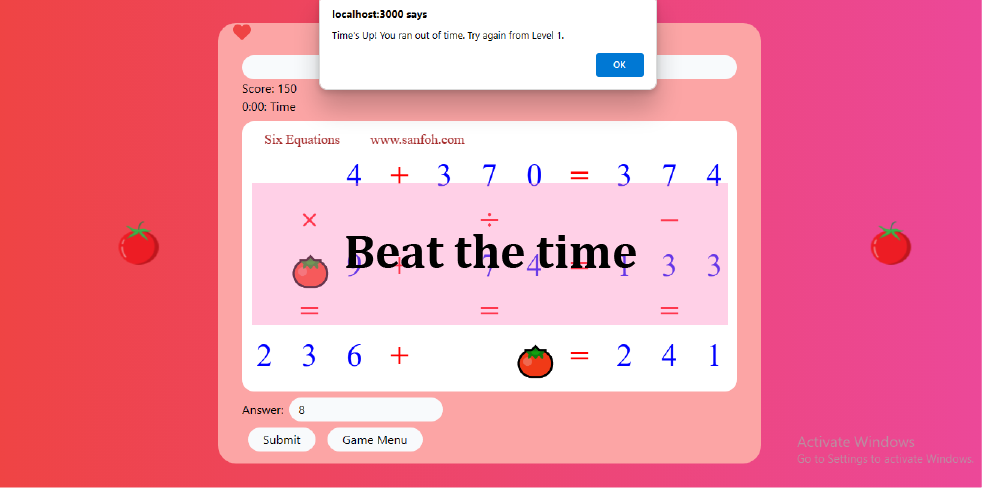 localhost:3000 says
Time's Up! You ran out of time. Try again from Level 1.
OK
Score: 150
0:00: Time
Six Equations www.sanfoh.com
4 + 3 7 0 = 3 7 4
× ÷ −
Beat the time
9 + 7 4 = 1 3 3
= = =
2 3 6 + = 2 4 1
Answer: 8
Submit Game Menu
Activate Windows
Go to Settings to activate Windows.